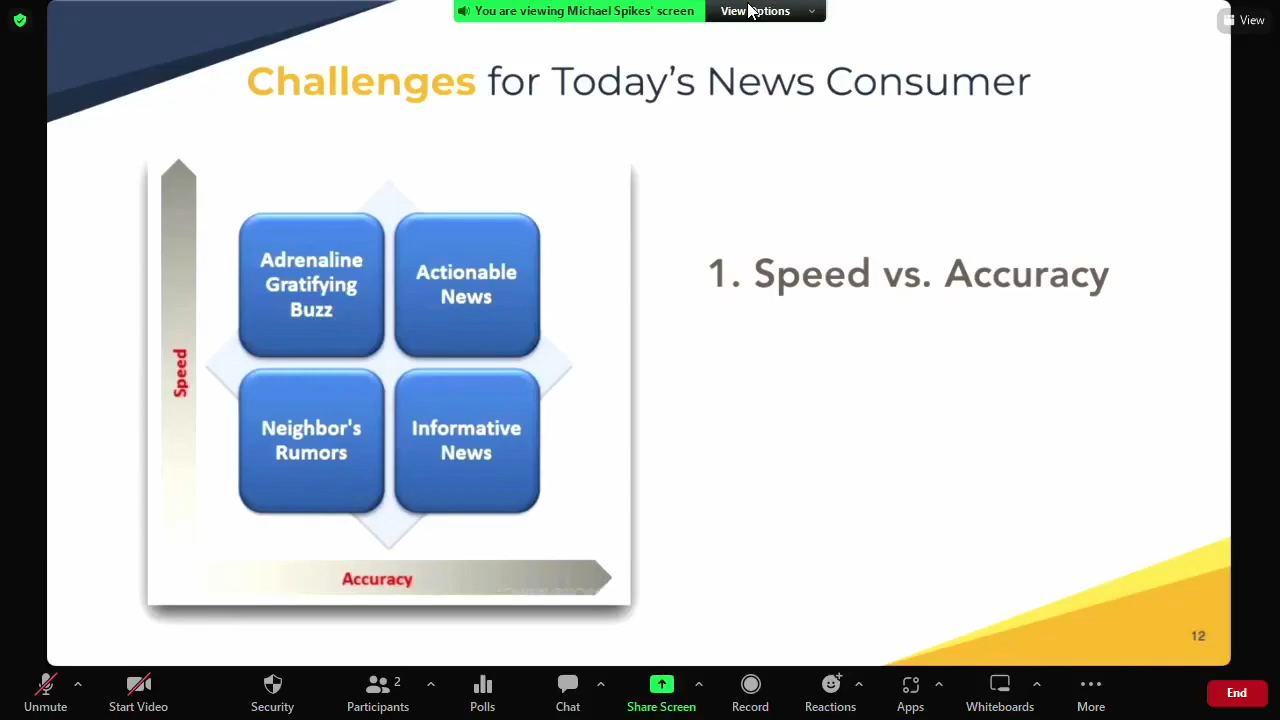 You are viewing Michael Spikes' screen
View Options
View
Challenges for Today's News Consumer
Adrenaline
Gratifying
Buzz
Actionable
News
1. Speed vs. Accuracy
Speed
Neighbor's
Rumors
Informative
News
Accuracy
12
Unmute
Start Video
Security
2
Participants
Polls
Chat
Share Screen
Record
Reactions
Apps
Whiteboards
More
End